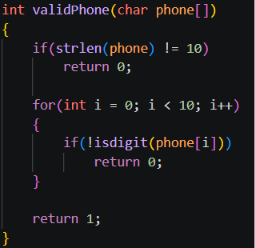 int validPhone(char phone[])
{
    if(strlen(phone) != 10)
        return 0;

    for(int i = 0; i < 10; i++)
    {
        if(!isdigit(phone[i]))
            return 0;
    }

    return 1;
}